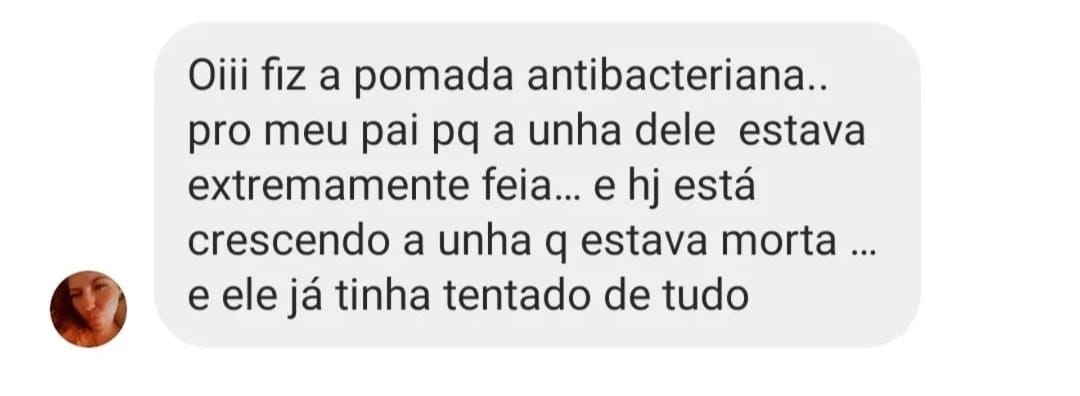 Oiii fiz a pomada antibacteriana..
pro meu pai pq a unha dele estava
extremamente feia... e hj está
crescendo a unha q estava morta ...
e ele já tinha tentado de tudo